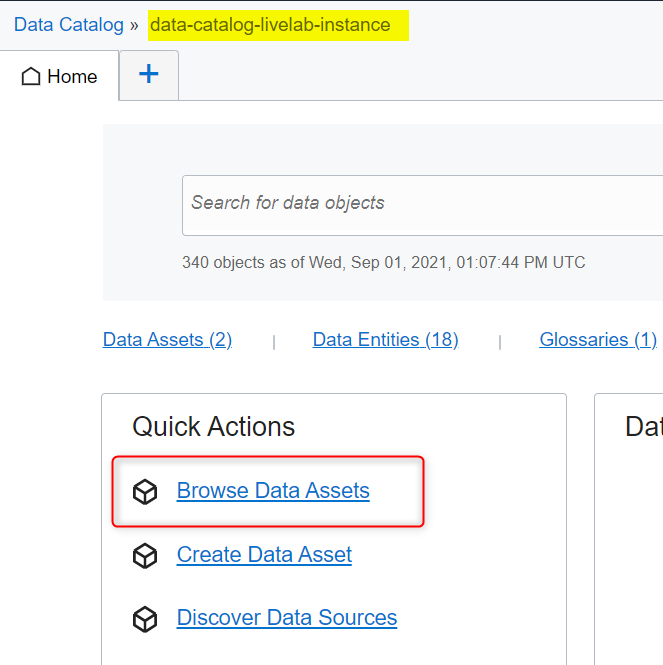 Data Catalog » data-catalog-livelab-instance
Home +
Search for data objects
340 objects as of Wed, Sep 01, 2021, 01:07:44 PM UTC
Data Assets (2) | Data Entities (18) | Glossaries (1)
Quick Actions
Dat
Browse Data Assets
Create Data Asset
Discover Data Sources